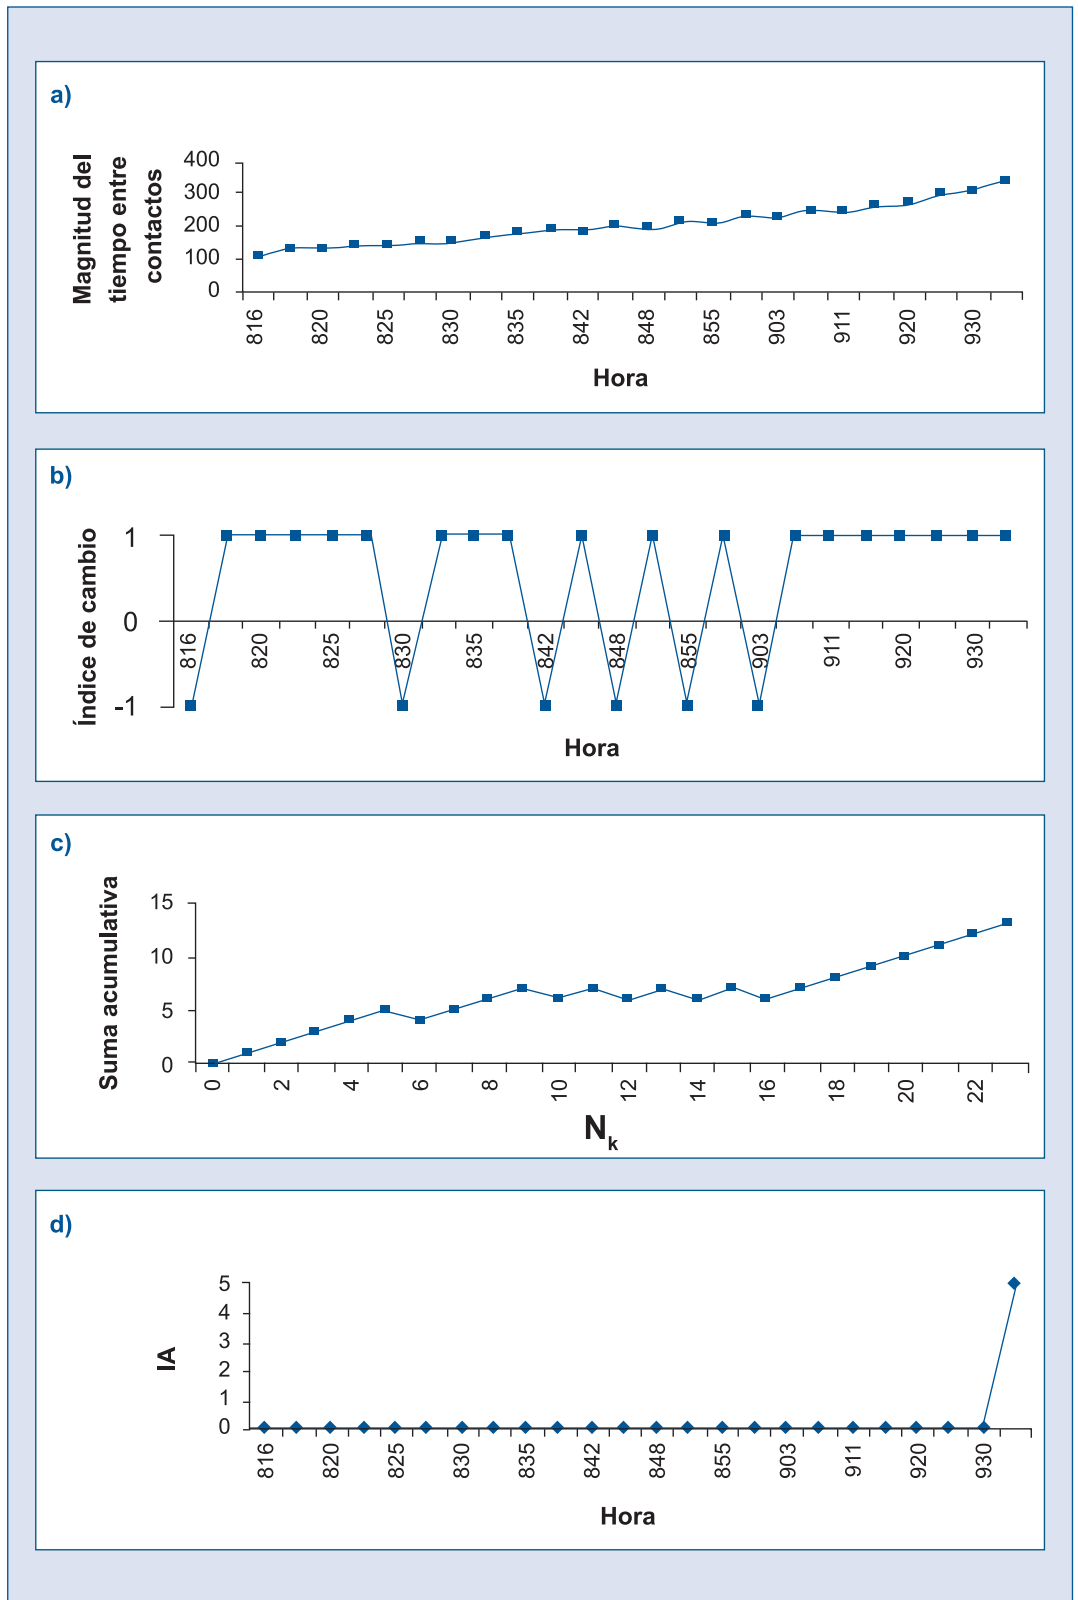 a)
Magnitud del
tiempo entre
contactos
400
300
200
100
0
816 820 825 830 835 842 848 855 903 911 920 930
Hora
b)
Índice de cambio
1
0
-1
816 820 825 830 835 842 848 855 903 911 920 930
Hora
c)
Suma acumulativa
15
10
5
0
0 2 4 6 8 10 12 14 16 18 20 22
Nk
d)
IA
5
4
3
2
1
0
816 820 825 830 835 842 848 855 903 911 920 930
Hora